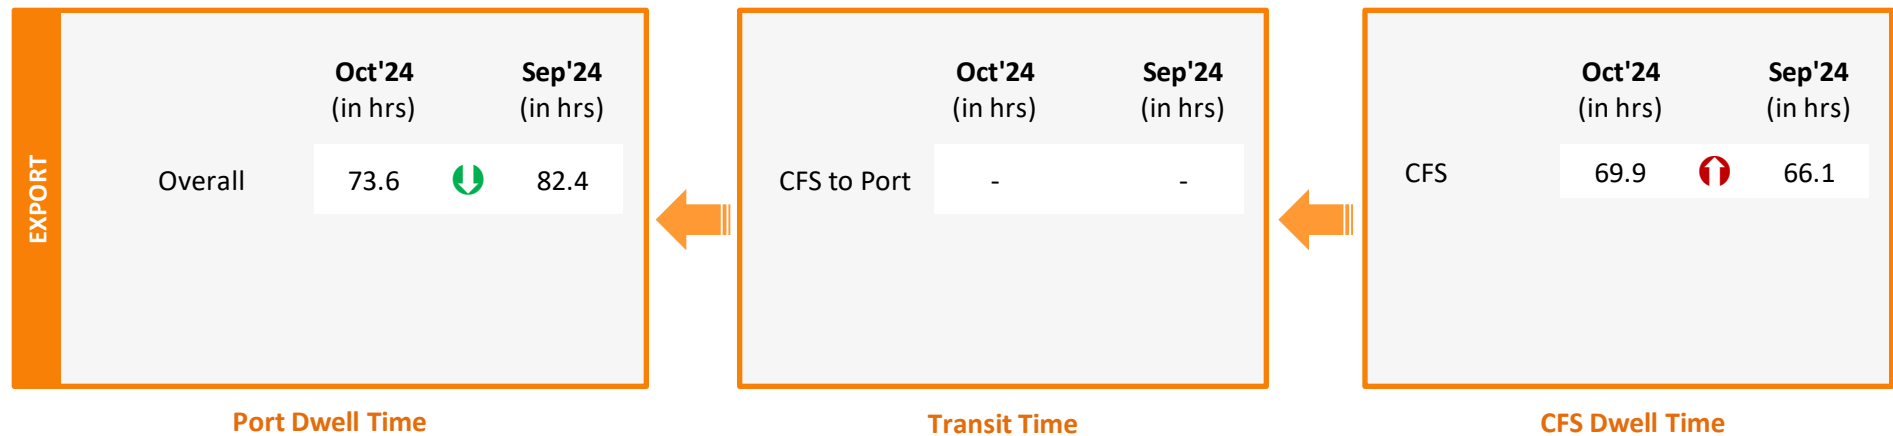 EXPORT
Oct'24 Sep'24
(in hrs) (in hrs)
Overall 73.6 82.4
Port Dwell Time
Oct'24 Sep'24
(in hrs) (in hrs)
CFS to Port - -
Transit Time
Oct'24 Sep'24
(in hrs) (in hrs)
CFS 69.9 66.1
CFS Dwell Time